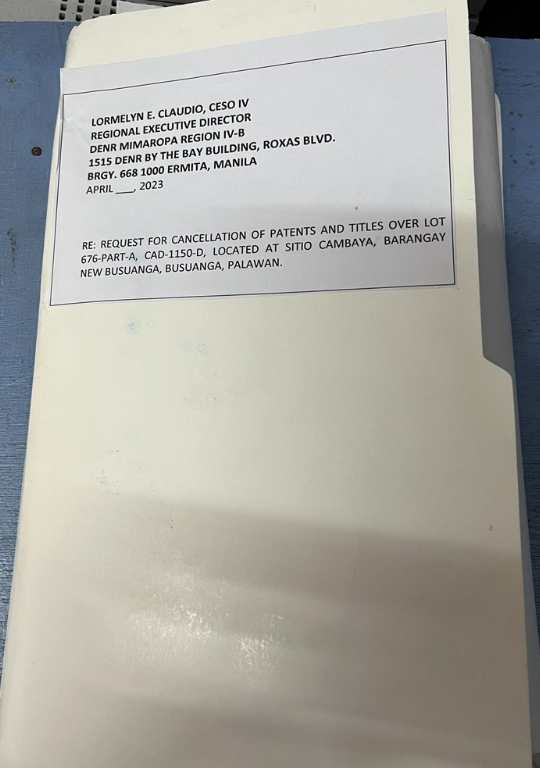 LORMELYN E. CLAUDIO, CESO IV
REGIONAL EXECUTIVE DIRECTOR
DENR MIMAROPA REGION IV-B
1515 DENR BY THE BAY BUILDING, ROXAS BLVD.
BRGY. 668 1000 ERMITA, MANILA
APRIL ___, 2023
RE: REQUEST FOR CANCELLATION OF PATENTS AND TITLES OVER LOT
676-PART-A, CAD-1150-D, LOCATED AT SITIO CAMBAYA, BARANGAY
NEW BUSUANGA, BUSUANGA, PALAWAN.